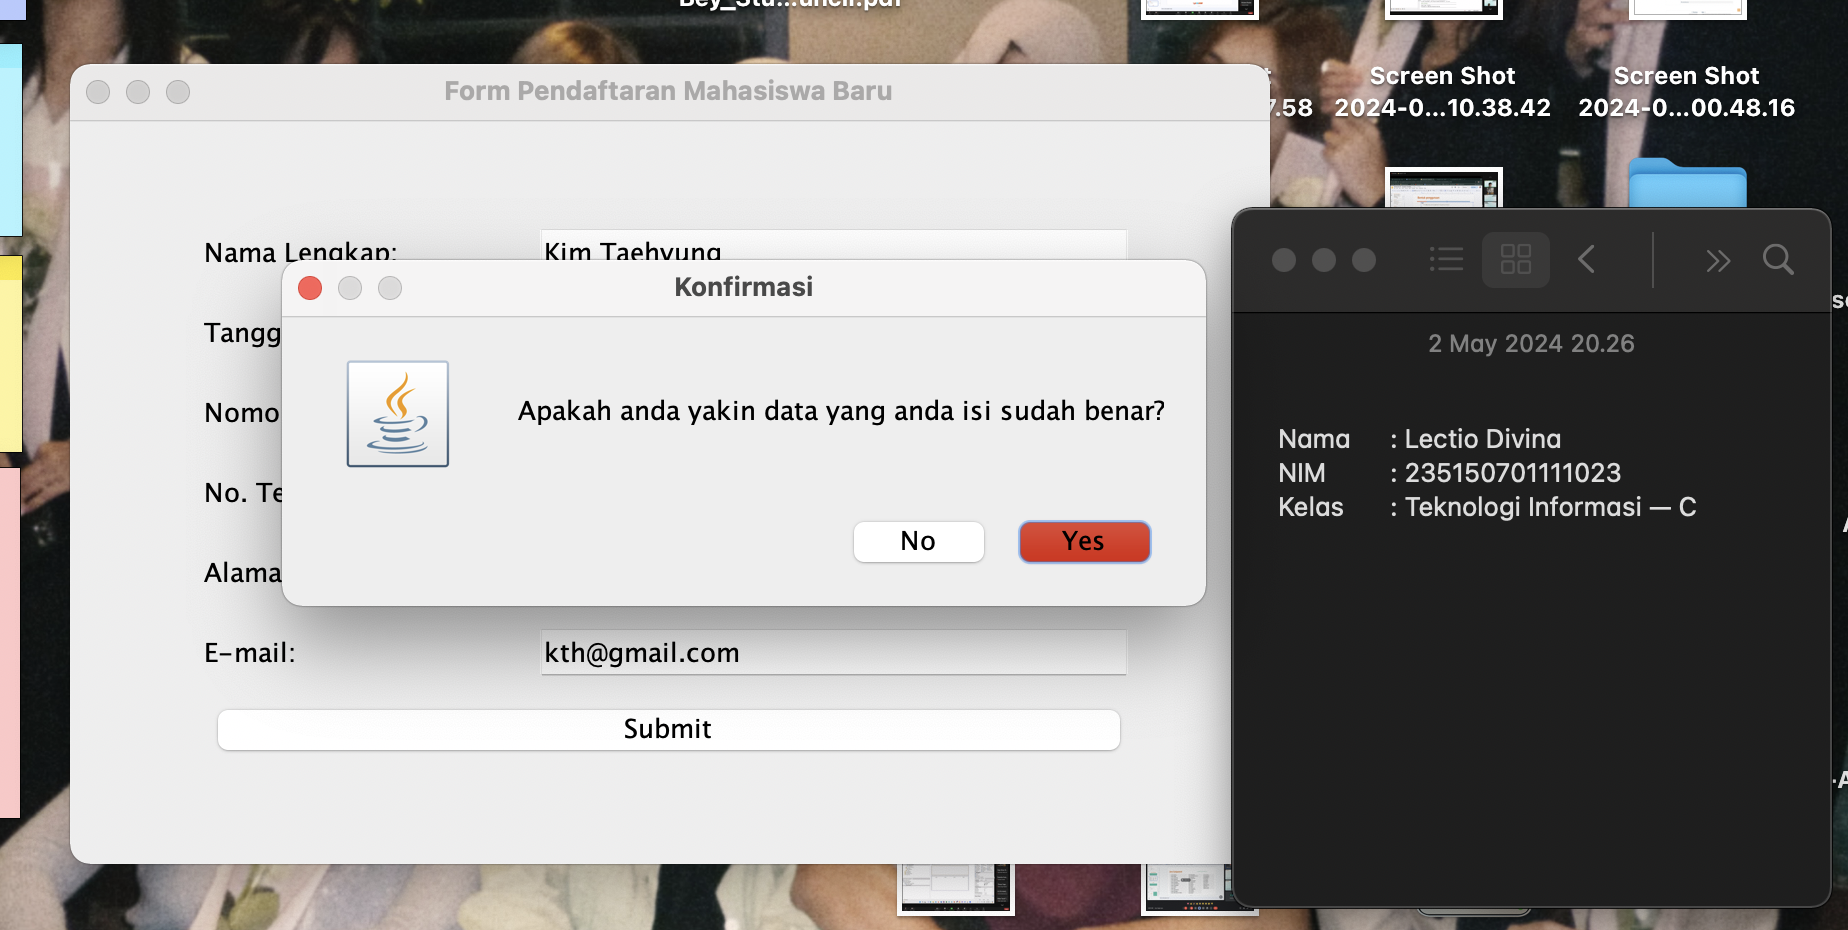 Form Pendaftaran Mahasiswa Baru
Nama Lengkap:
Kim Taehyung
Konfirmasi
Apakah anda yakin data yang anda isi sudah benar?
No
Yes
Tangg
Nomo
No. Te
Alama
E-mail:
kth@gmail.com
Submit
Screen Shot
2024-0...10.38.42
Screen Shot
2024-0...00.48.16
7.58
2 May 2024 20.26
Nama : Lectio Divina
NIM : 235150701111023
Kelas : Teknologi Informasi — C